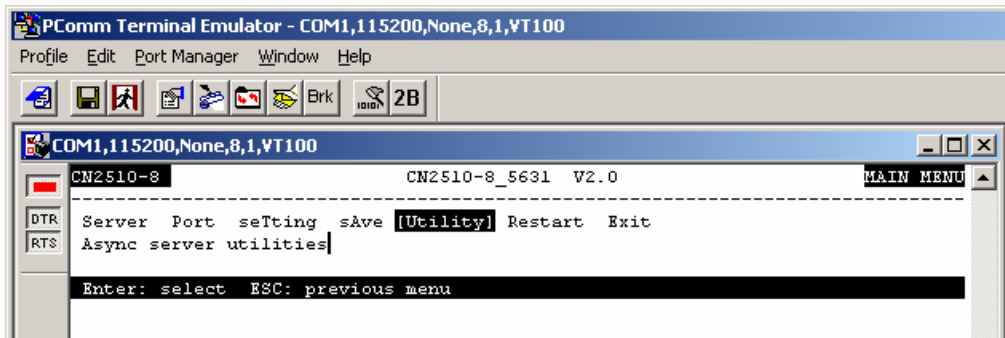 PComm Terminal Emulator - COM1,115200,None,8,1,VT100
Profile Edit Port Manager Window Help
Brk 2B
COM1,115200,None,8,1,VT100
CN2510-8 CN2510-8_5631 V2.0 MAIN MENU
--------------------------------------------------------------------------------
DTR Server Port seTting sAve [Utility] Restart Exit
RTS Async server utilities
Enter: select ESC: previous menu